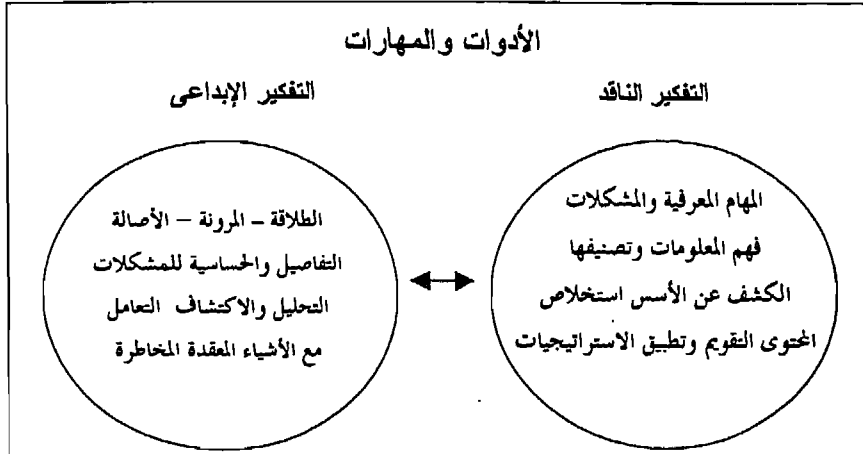 الأدوات والمهارات
التفكير الناقد
التفكير الإبداعى
المهام المعرفية والمشكلات
فهم المعلومات وتصنيفها
الكشف عن الأسس استخلاص
المحتوى التقويم وتطبيق الاستراتيجيات
الطلاقة – المرونة – الأصالة
التفاصيل والحساسية للمشكلات
التحليل والاكتشاف التعامل
مع الأشياء المعقدة المخاطرة